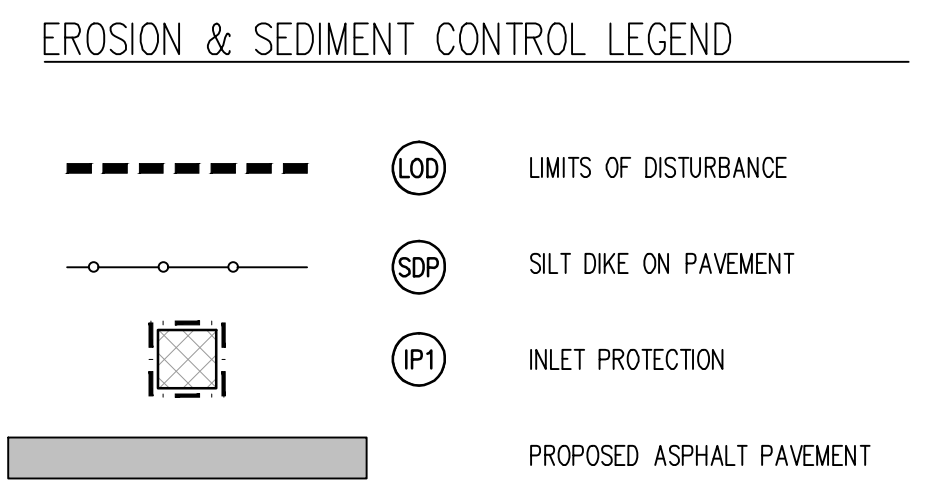 EROSION & SEDIMENT CONTROL LEGEND
LOD LIMITS OF DISTURBANCE
SDP SILT DIKE ON PAVEMENT
IP1 INLET PROTECTION
PROPOSED ASPHALT PAVEMENT